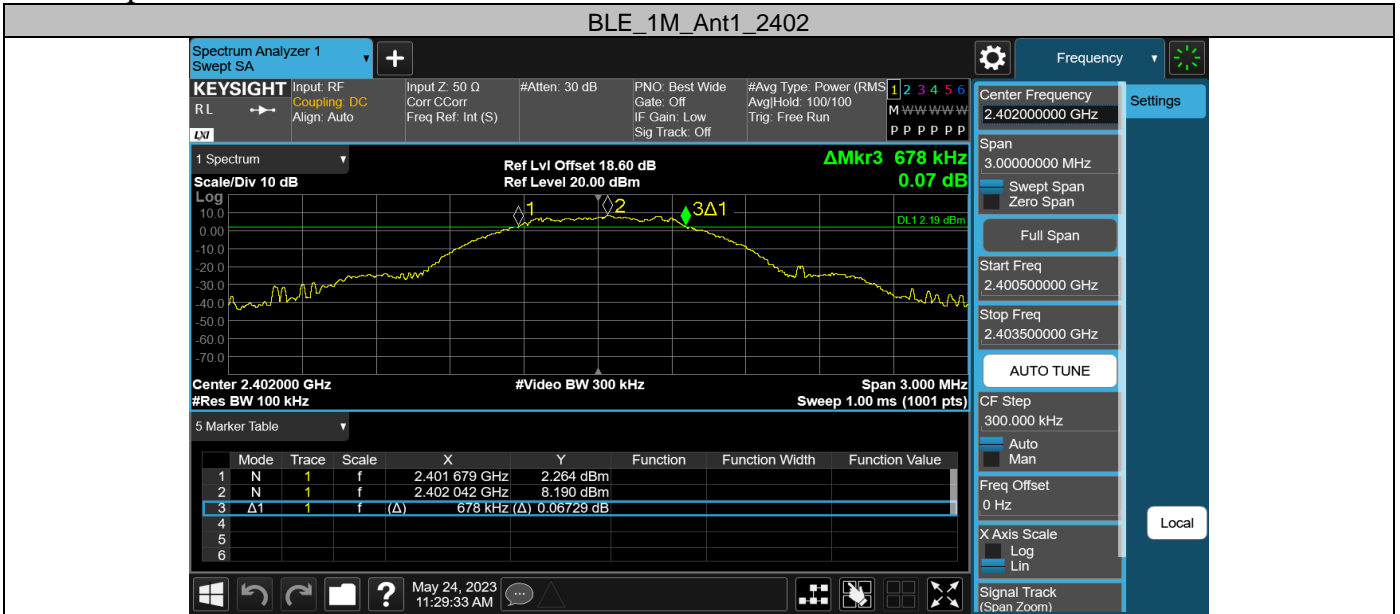 BLE_1M_Ant1_2402
Spectrum Analyzer 1
Swept SA
+
Frequency
KEYSIGHT
RL
LXI
Input: RF
Coupling: DC
Align: Auto
Input Z: 50 Ω
Corr CCorr
Freq Ref: Int (S)
#Atten: 30 dB
PNO: Best Wide
Gate: Off
IF Gain: Low
Sig Track: Off
#Avg Type: Power (RMS
Avg|Hold: 100/100
Trig: Free Run
1 2 3 4 5 6
M W W W W W
P P P P P P
1 Spectrum
Scale/Div 10 dB
Ref Lvl Offset 18.60 dB
Ref Level 20.00 dBm
ΔMkr3 678 kHz
0.07 dB
Log
10.0
0.00
-10.0
-20.0
-30.0
-40.0
-50.0
-60.0
-70.0
1
2
3Δ1
DL1 2.19 dBm
Center 2.402000 GHz
#Video BW 300 kHz
Span 3.000 MHz
#Res BW 100 kHz
Sweep 1.00 ms (1001 pts)
5 Marker Table
Mode Trace Scale X Y Function Function Width Function Value
1 N 1 f 2.401 679 GHz 2.264 dBm
2 N 1 f 2.402 042 GHz 8.190 dBm
3 Δ1 1 f (Δ) 678 kHz (Δ) 0.06729 dB
4
5
6
?
May 24, 2023
11:29:33 AM
Center Frequency
2.402000000 GHz
Span
3.00000000 MHz
Swept Span
Zero Span
Full Span
Start Freq
2.400500000 GHz
Stop Freq
2.403500000 GHz
AUTO TUNE
CF Step
300.000 kHz
Auto
Man
Freq Offset
0 Hz
X Axis Scale
Log
Lin
Signal Track
(Span Zoom)
Settings
Local